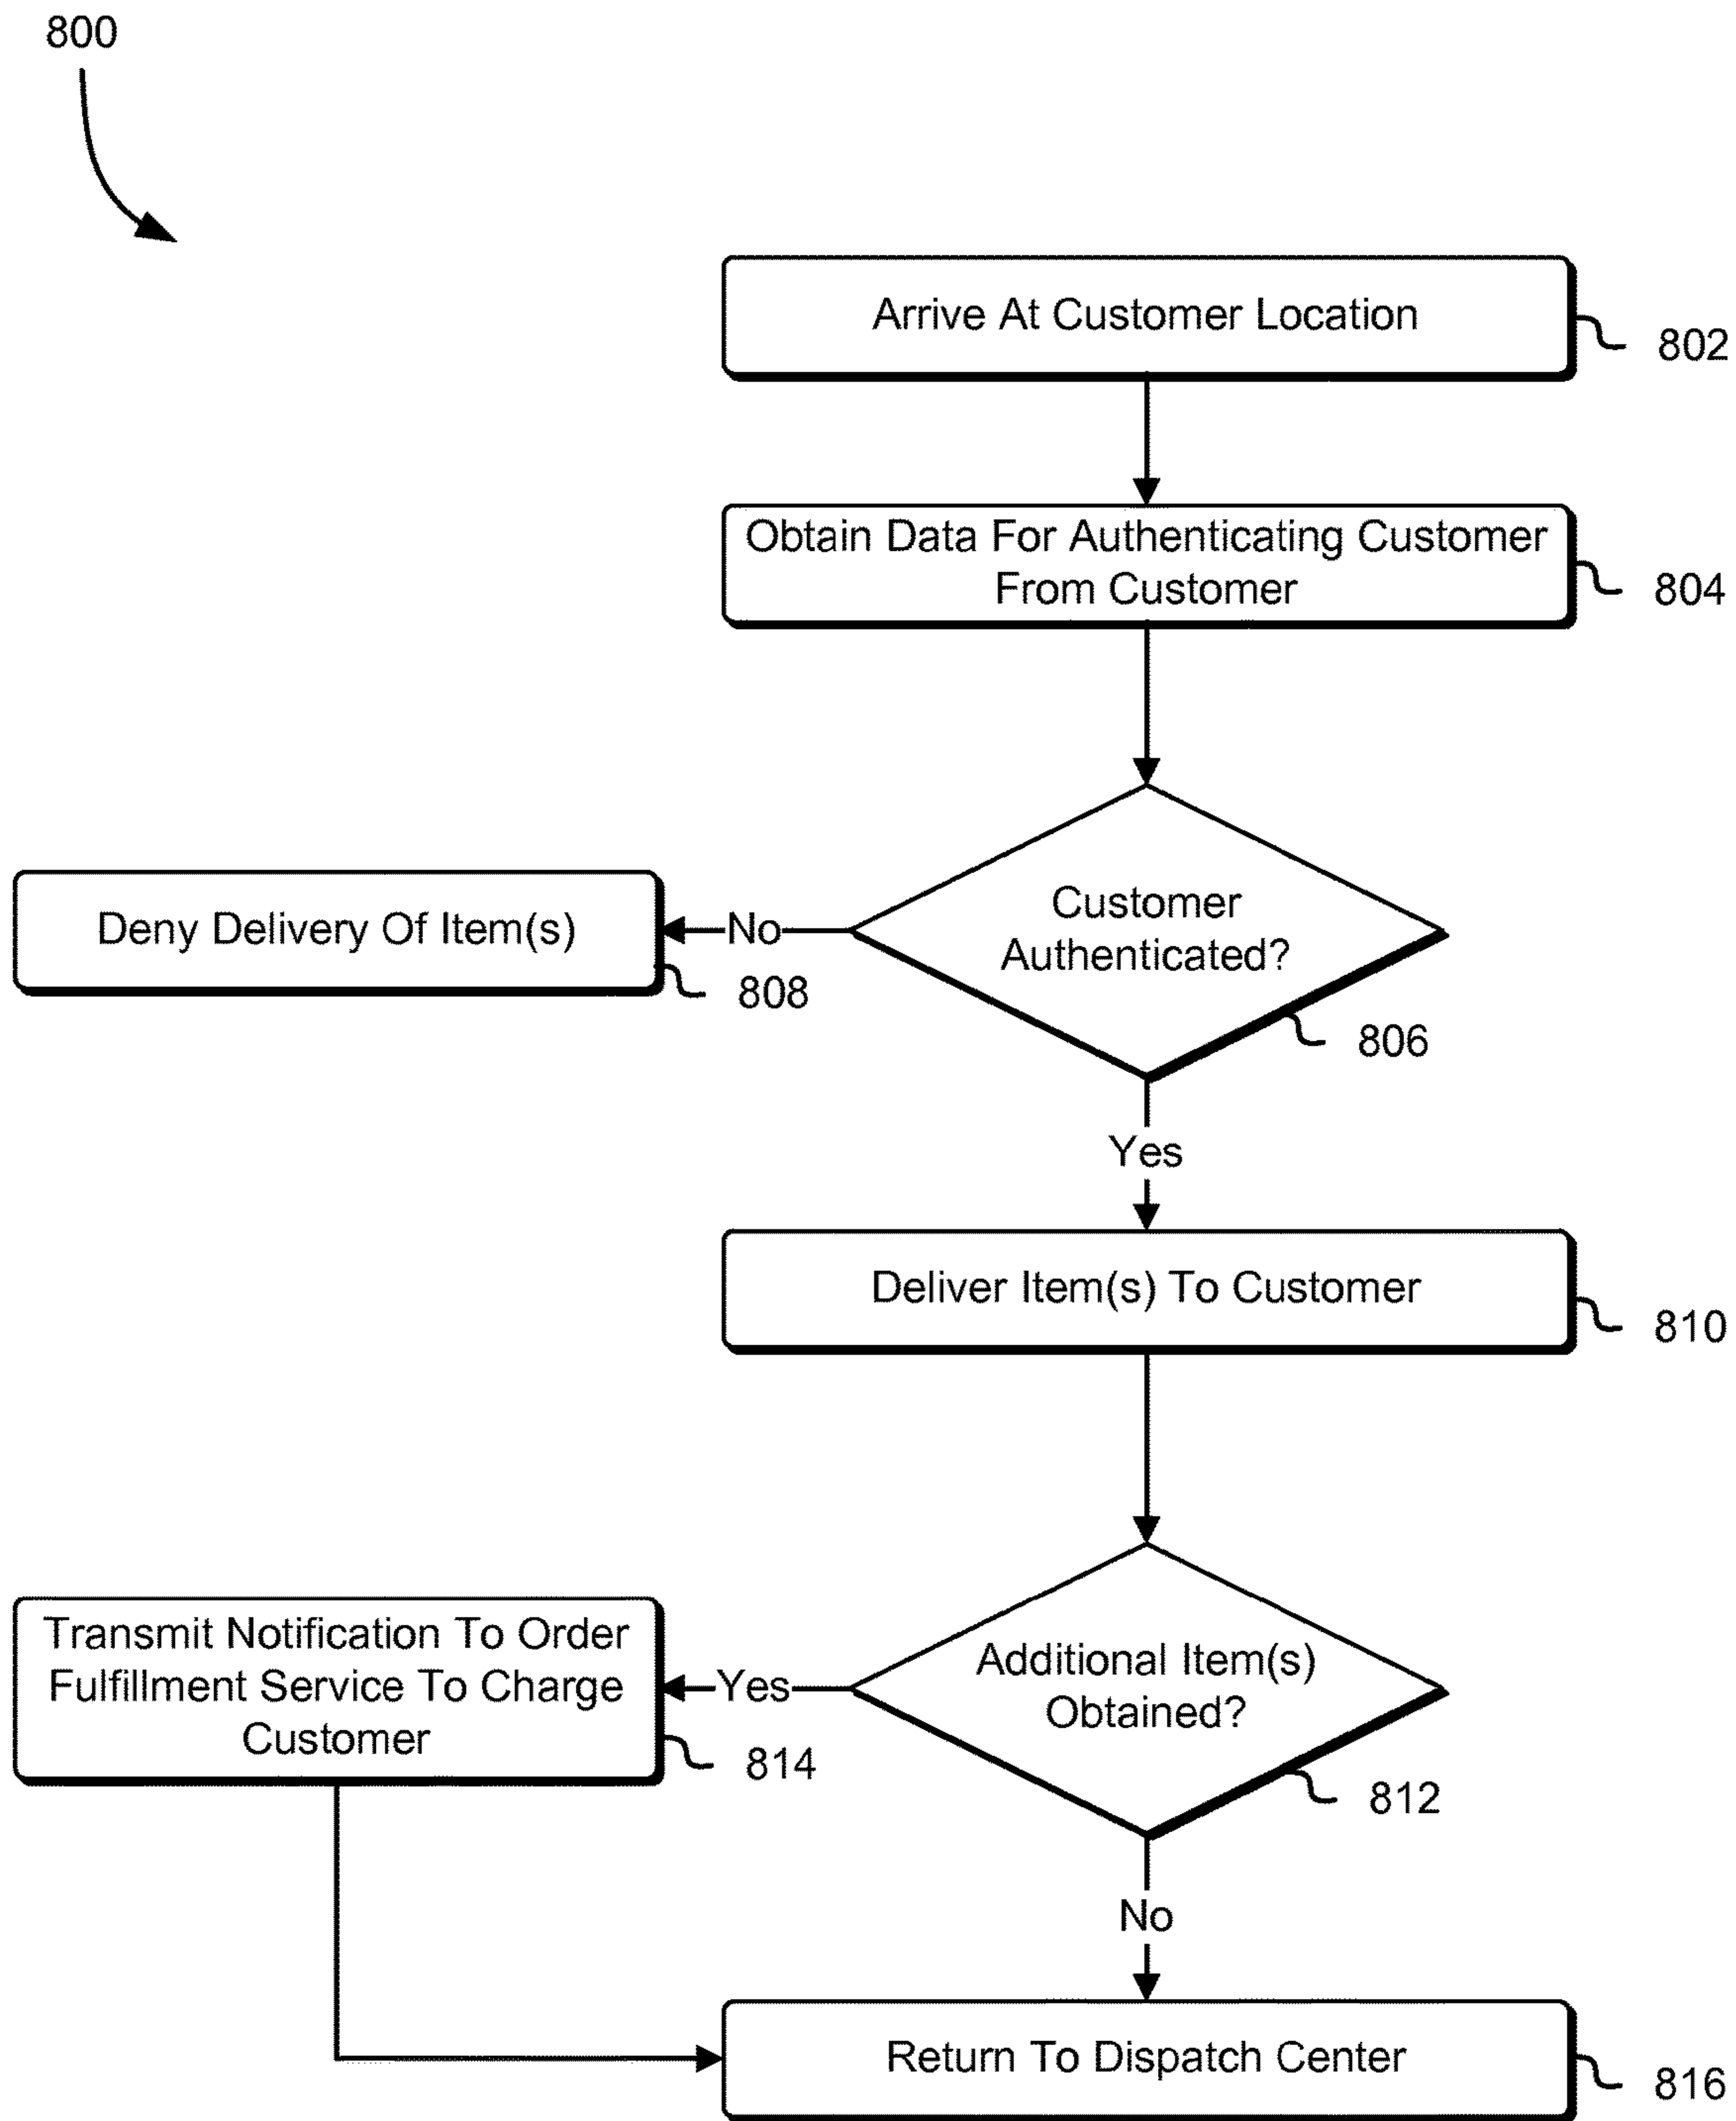 800
Arrive At Customer Location
802
Obtain Data For Authenticating Customer
From Customer
804
Customer
Authenticated?
806
No
Deny Delivery Of Item(s)
808
Yes
Deliver Item(s) To Customer
810
Additional Item(s)
Obtained?
812
Yes
Transmit Notification To Order
Fulfillment Service To Charge
Customer
814
No
Return To Dispatch Center
816